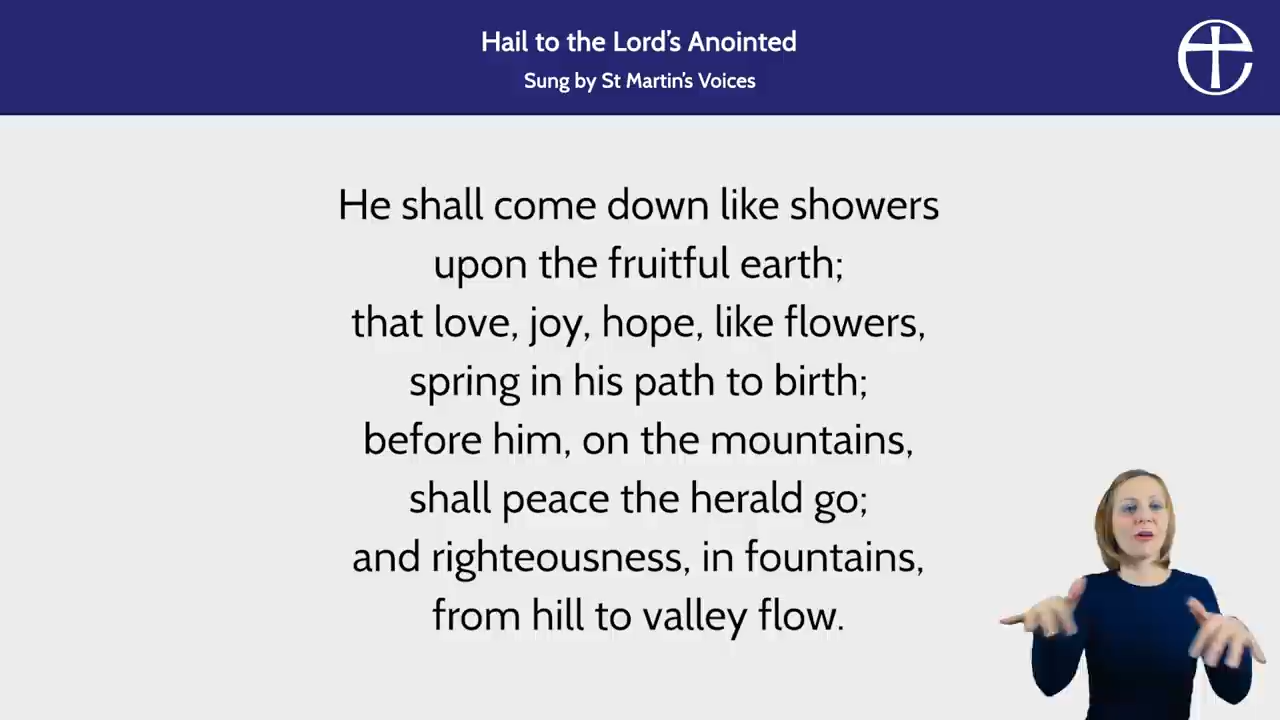 Hail to the Lord’s Anointed
Sung by St Martin’s Voices
He shall come down like showers
upon the fruitful earth;
that love, joy, hope, like flowers,
spring in his path to birth;
before him, on the mountains,
shall peace the herald go;
and righteousness, in fountains,
from hill to valley flow.